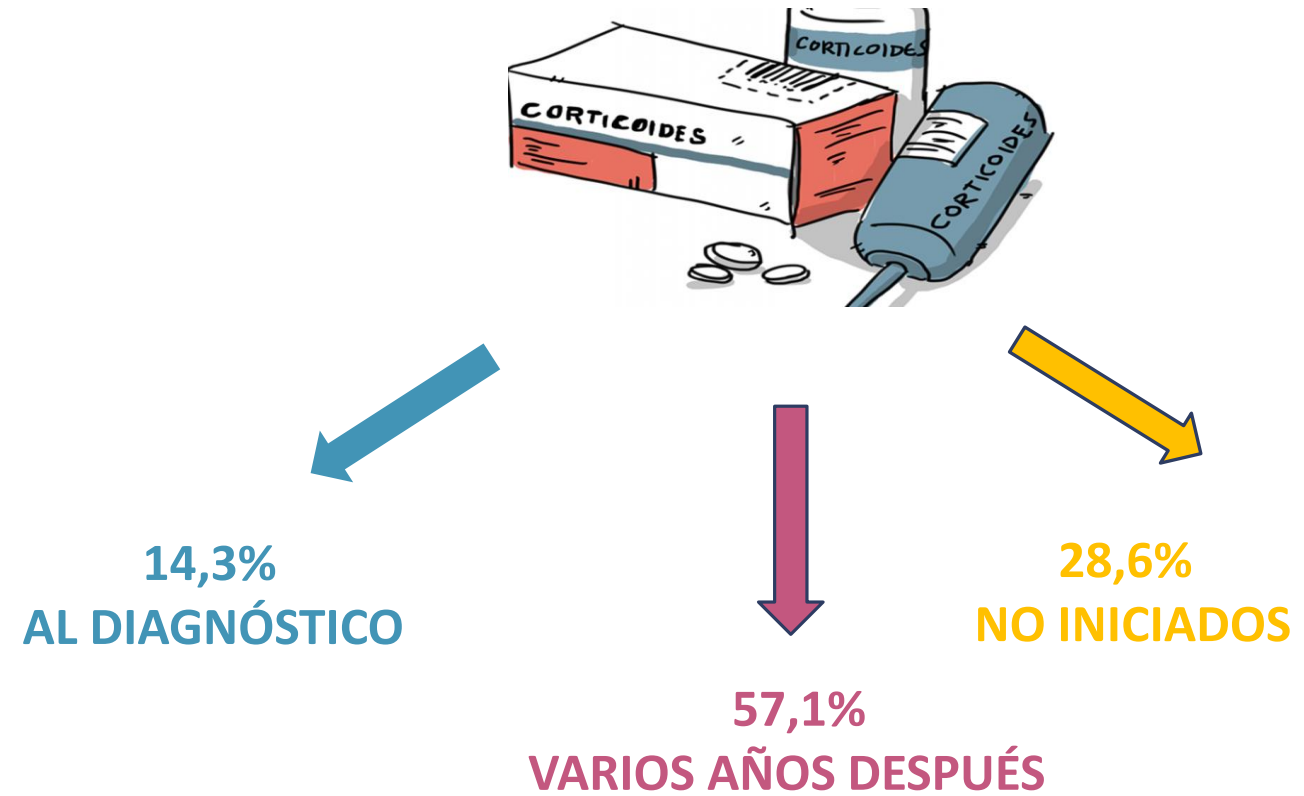 CORTICOIDES
CORTICOIDES
CORTICOIDES
14,3%
AL DIAGNÓSTICO
28,6%
NO INICIADOS
57,1%
VARIOS AÑOS DESPUÉS